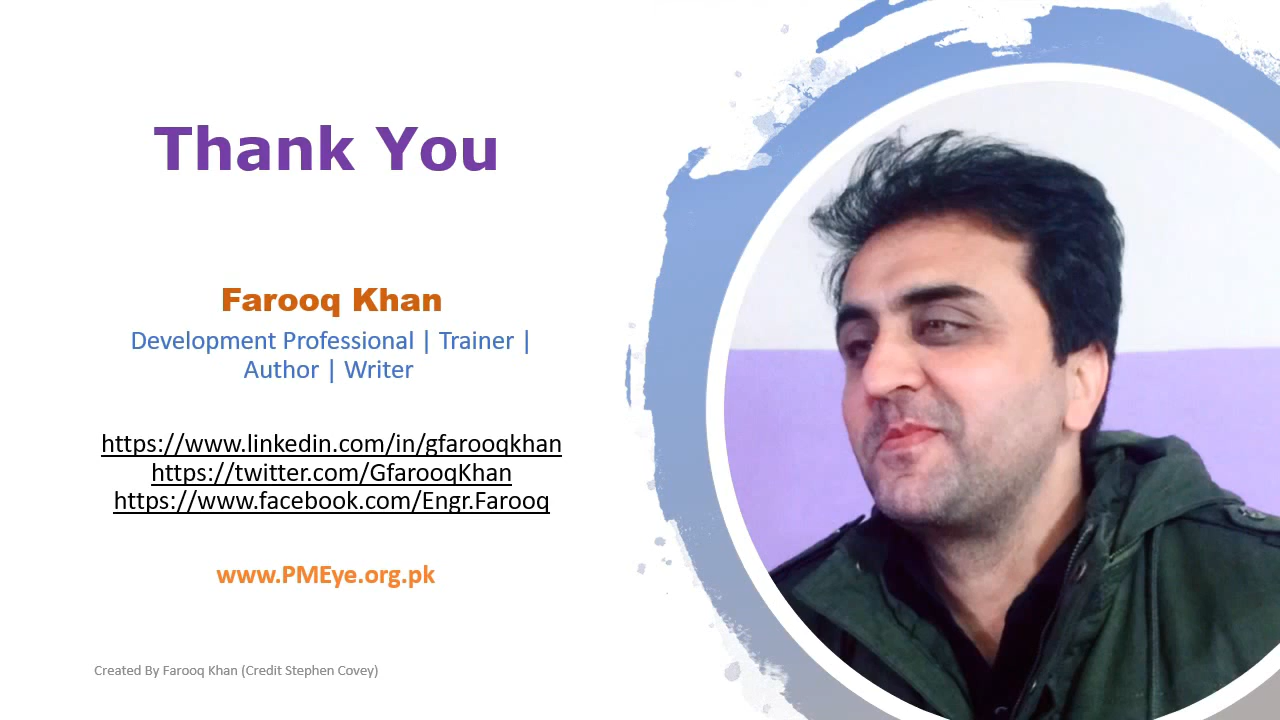 Thank You
Farooq Khan
Development Professional | Trainer |
Author | Writer
https://www.linkedin.com/in/gfarooqkhan
https://twitter.com/GfarooqKhan
https://www.facebook.com/Engr.Farooq
www.PMEye.org.pk
Created By Farooq Khan (Credit Stephen Covey)